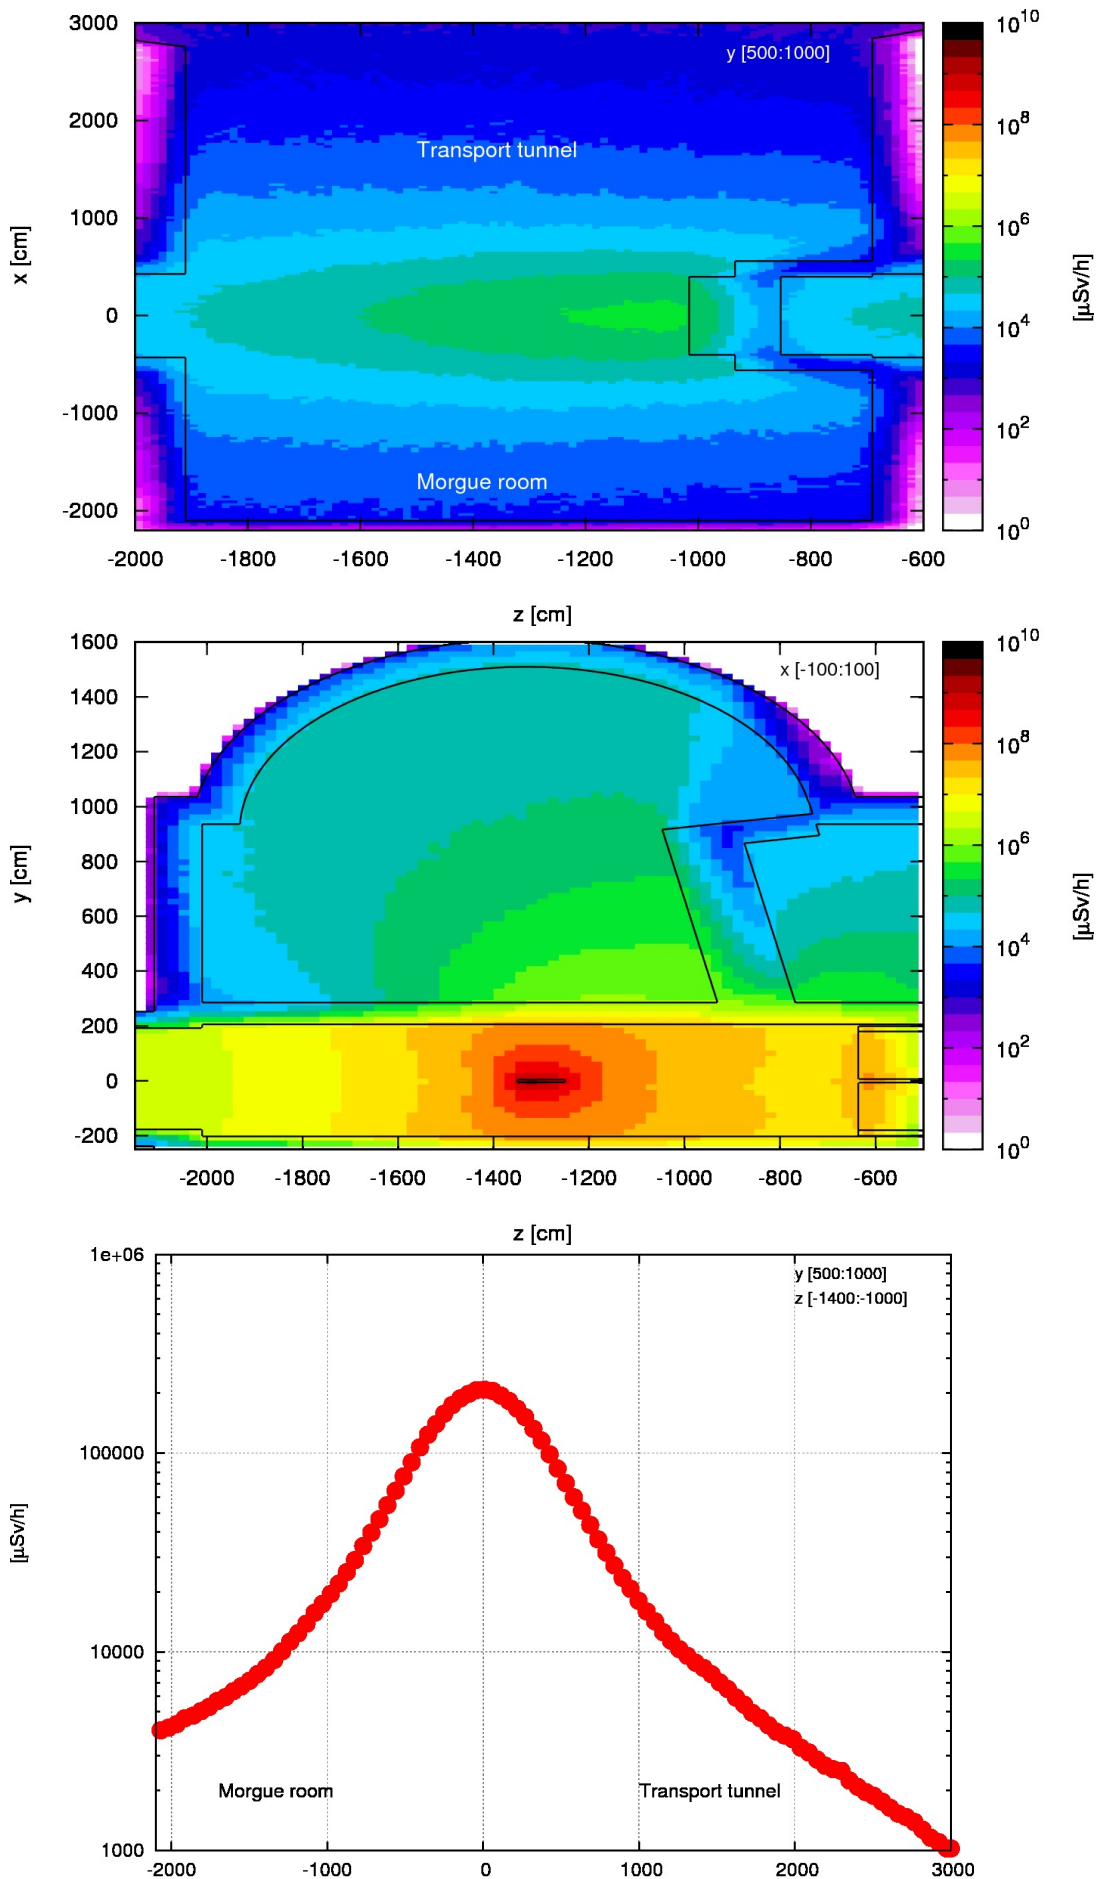 y [500:1000]
Transport tunnel
Morgue room
x [cm]
3000
2000
1000
0
-1000
-2000
-2000 -1800 -1600 -1400 -1200 -1000 -800 -600
z [cm]
10^10
10^8
10^6
10^4
10^2
10^0
[µSv/h]
x [-100:100]
y [cm]
1600
1400
1200
1000
800
600
400
200
0
-200
-2000 -1800 -1600 -1400 -1200 -1000 -800 -600
z [cm]
10^10
10^8
10^6
10^4
10^2
10^0
[µSv/h]
y [500:1000]
z [-1400:-1000]
[µSv/h]
1e+06
100000
10000
1000
Morgue room
Transport tunnel
-2000 -1000 0 1000 2000 3000